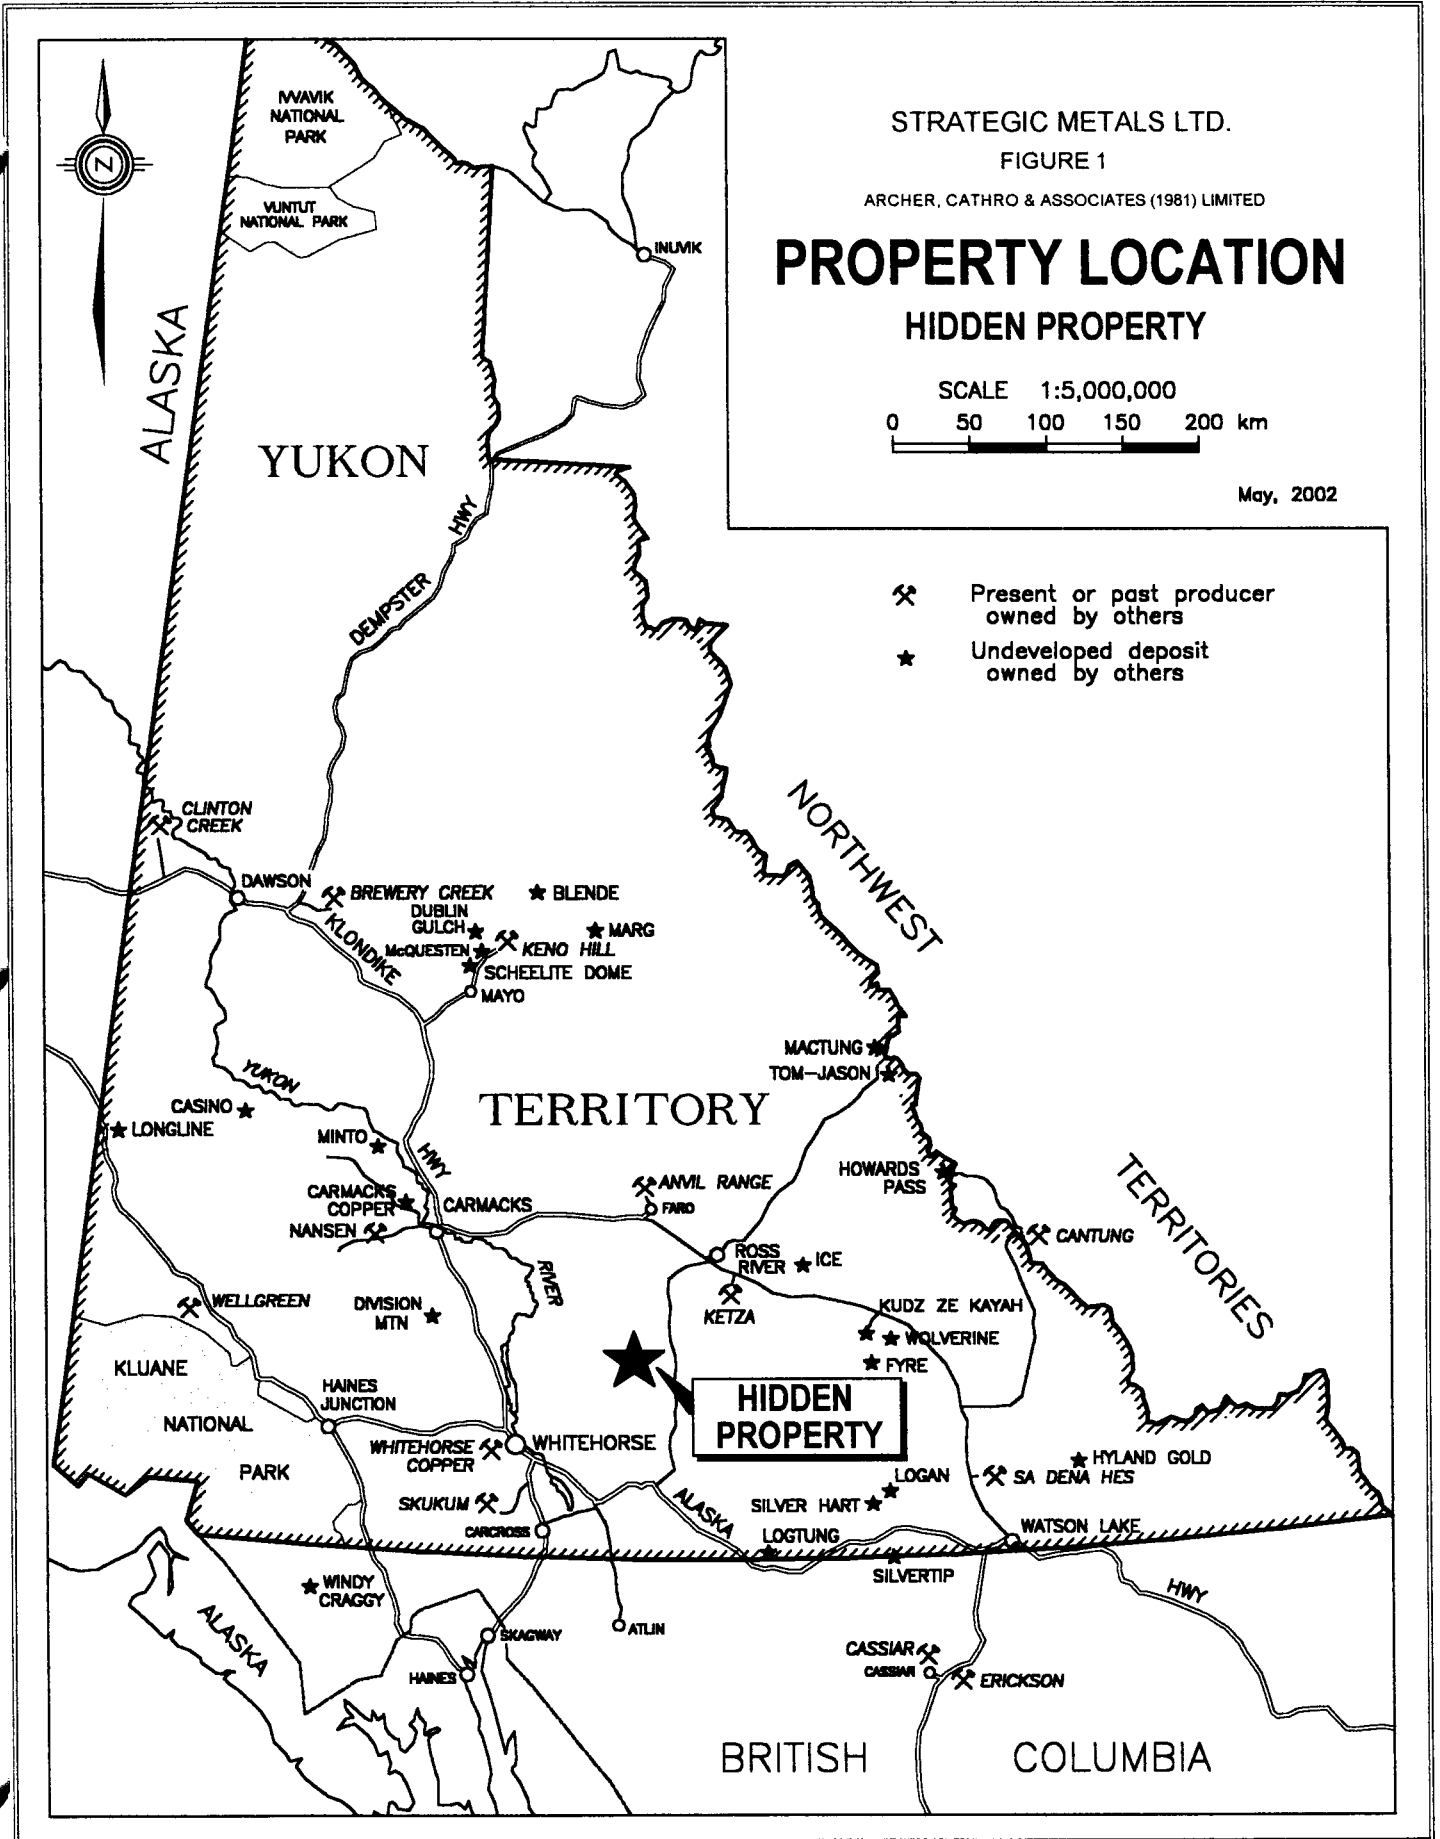 STRATEGIC METALS LTD.
FIGURE 1
ARCHER, CATHRO & ASSOCIATES (1981) LIMITED
PROPERTY LOCATION
HIDDEN PROPERTY
SCALE 1:5,000,000
0 50 100 150 200 km
May, 2002
Present or past producer
owned by others
Undeveloped deposit
owned by others
IVVAVIK
NATIONAL
PARK
N
VUNTUT
NATIONAL PARK
INUVIK
ALASKA
YUKON
HWY
DEMPSTER
NORTHWEST
TERRITORIES
CLINTON
CREEK
DAWSON
BREWERY CREEK
BLENDE
DUBLIN
GULCH
MARG
KLONDIKE
McQUESTEN
KENO HILL
SCHEELITE DOME
MAYO
MACTUNG
TOM-JASON
YUKON
TERRITORY
CASINO
LONGLINE
MINTO
HWY
HOWARDS
PASS
ANVIL RANGE
CARMACKS
COPPER
CARMACKS
FARO
NANSEN
CANTUNG
ROSS
RIVER
ICE
RIVER
WELLGREEN
DIVISION
MTN
KETZA
KUDZ ZE KAYAH
WOLVERINE
FYRE
KLUANE
NATIONAL
PARK
HAINES
JUNCTION
HIDDEN
PROPERTY
WHITEHORSE
COPPER
WHITEHORSE
HYLAND GOLD
LOGAN
SA DENA HES
SKUKUM
SILVER HART
ALASKA
CARCROSS
LOGTUNG
WATSON LAKE
SILVERTIP
HWY
WINDY
CRAGGY
ALASKA
ATLIN
SKAGWAY
HAINES
CASSIAR
CASSIAR
ERICKSON
BRITISH COLUMBIA